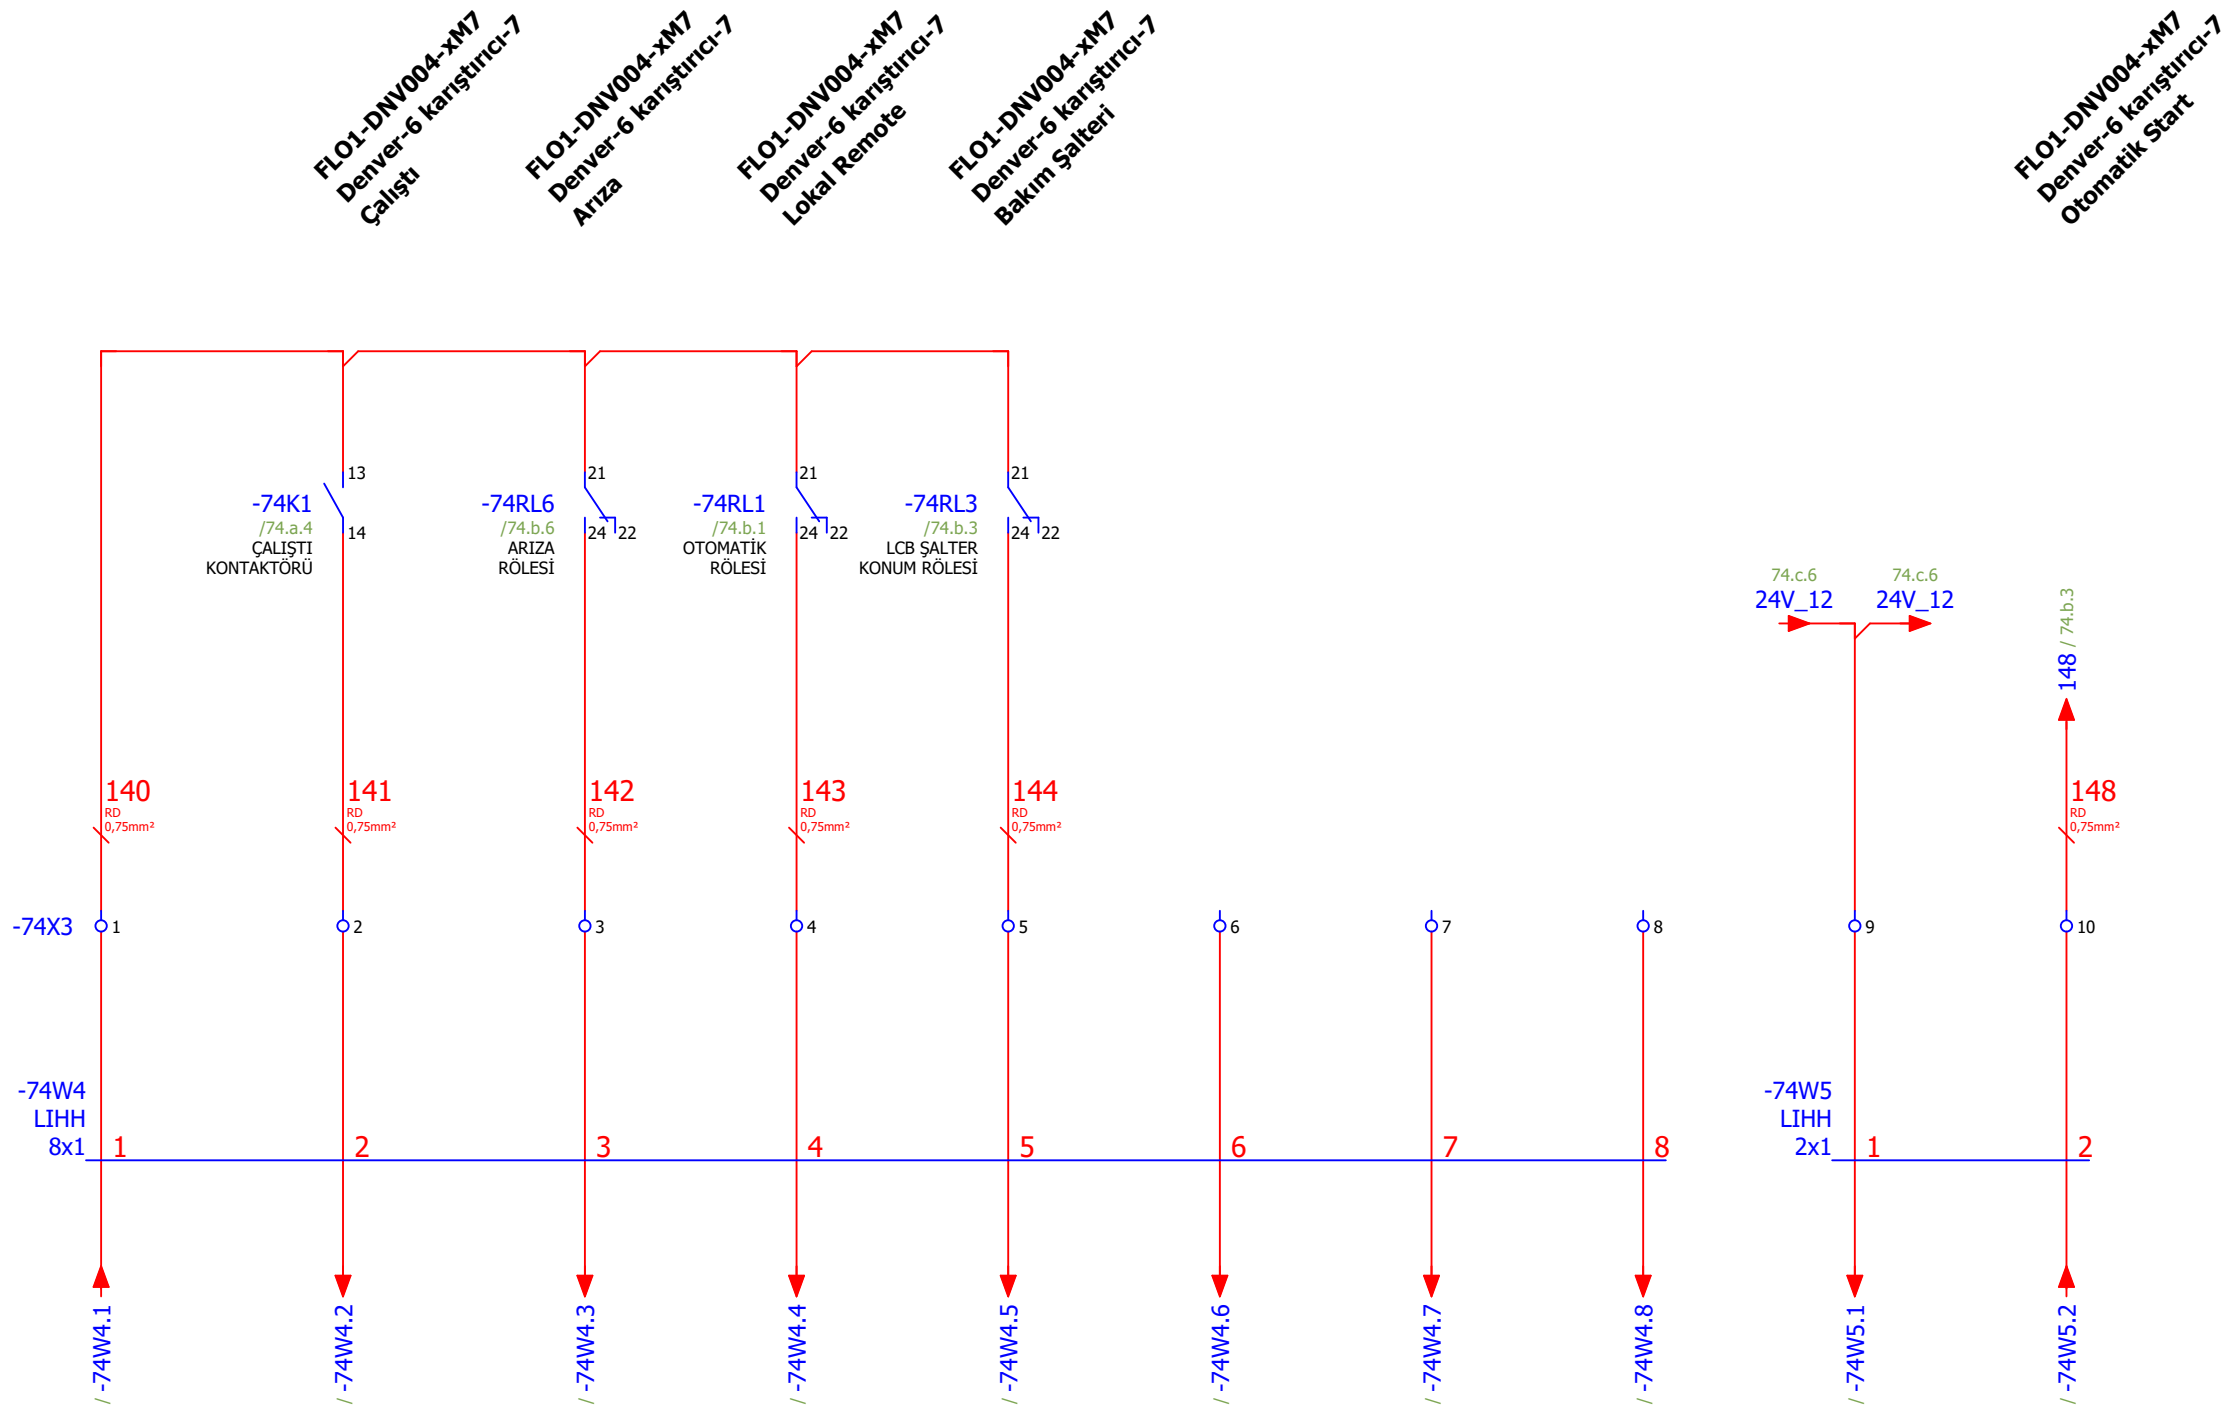 FLO1-DNV004-xM7
Denver-6 karıştırıcı-7
Çalıştı
FLO1-DNV004-xM7
Denver-6 karıştırıcı-7
Arıza
FLO1-DNV004-xM7
Denver-6 karıştırıcı-7
Lokal Remote
FLO1-DNV004-xM7
Denver-6 karıştırıcı-7
Bakım Şalteri
FLO1-DNV004-xM7
Denver-6 karıştırıcı-7
Otomatik Start
13
-74K1
/74.a.4
14
ÇALIŞTI
KONTAKTÖRÜ
21
-74RL6
/74.b.6
24 22
ARIZA
RÖLESİ
21
-74RL1
/74.b.1
24 22
OTOMATİK
RÖLESİ
21
-74RL3
/74.b.3
24 22
LCB ŞALTER
KONUM RÖLESİ
74.c.6
24V_12
74.c.6
24V_12
148 / 74.b.3
140
RD
0,75mm²
141
RD
0,75mm²
142
RD
0,75mm²
143
RD
0,75mm²
144
RD
0,75mm²
148
RD
0,75mm²
-74X3 1 2 3 4 5 6 7 8 9 10
-74W4
LIHH
8x1 1 2 3 4 5 6 7 8
-74W5
LIHH
2x1 1 2
/ -74W4.1
/ -74W4.2
/ -74W4.3
/ -74W4.4
/ -74W4.5
/ -74W4.6
/ -74W4.7
/ -74W4.8
/ -74W5.1
/ -74W5.2